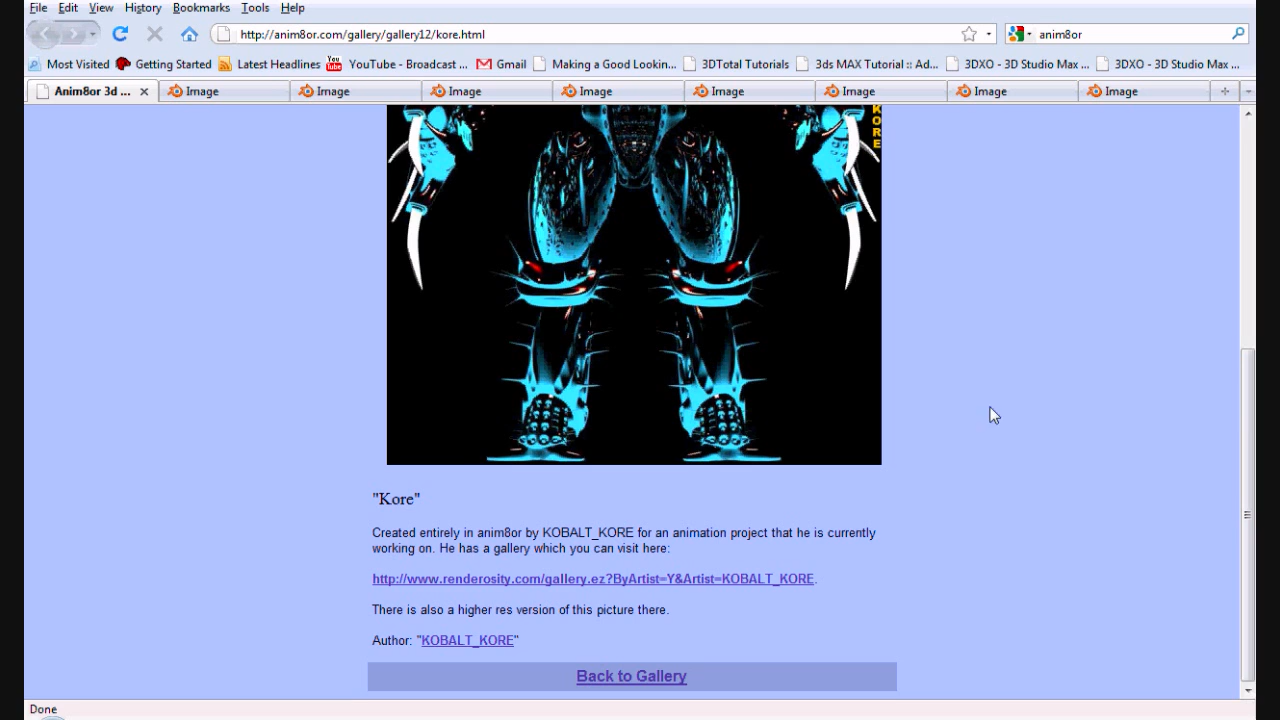 File Edit View History Bookmarks Tools Help
http://anim8or.com/gallery/gallery12/kore.html
anim8or
Most Visited Getting Started Latest Headlines YouTube - Broadcast ... Gmail Making a Good Lookin... 3DTotal Tutorials 3ds MAX Tutorial :: Ad... 3DXO - 3D Studio Max ... 3DXO - 3D Studio Max ...
Anim8or 3d ... Image Image Image Image Image Image Image Image
KORE
"Kore"
Created entirely in anim8or by KOBALT_KORE for an animation project that he is currently
working on. He has a gallery which you can visit here:
http://www.renderosity.com/gallery.ez?ByArtist=Y&Artist=KOBALT_KORE.
There is also a higher res version of this picture there.
Author: "KOBALT_KORE"
Back to Gallery
Done